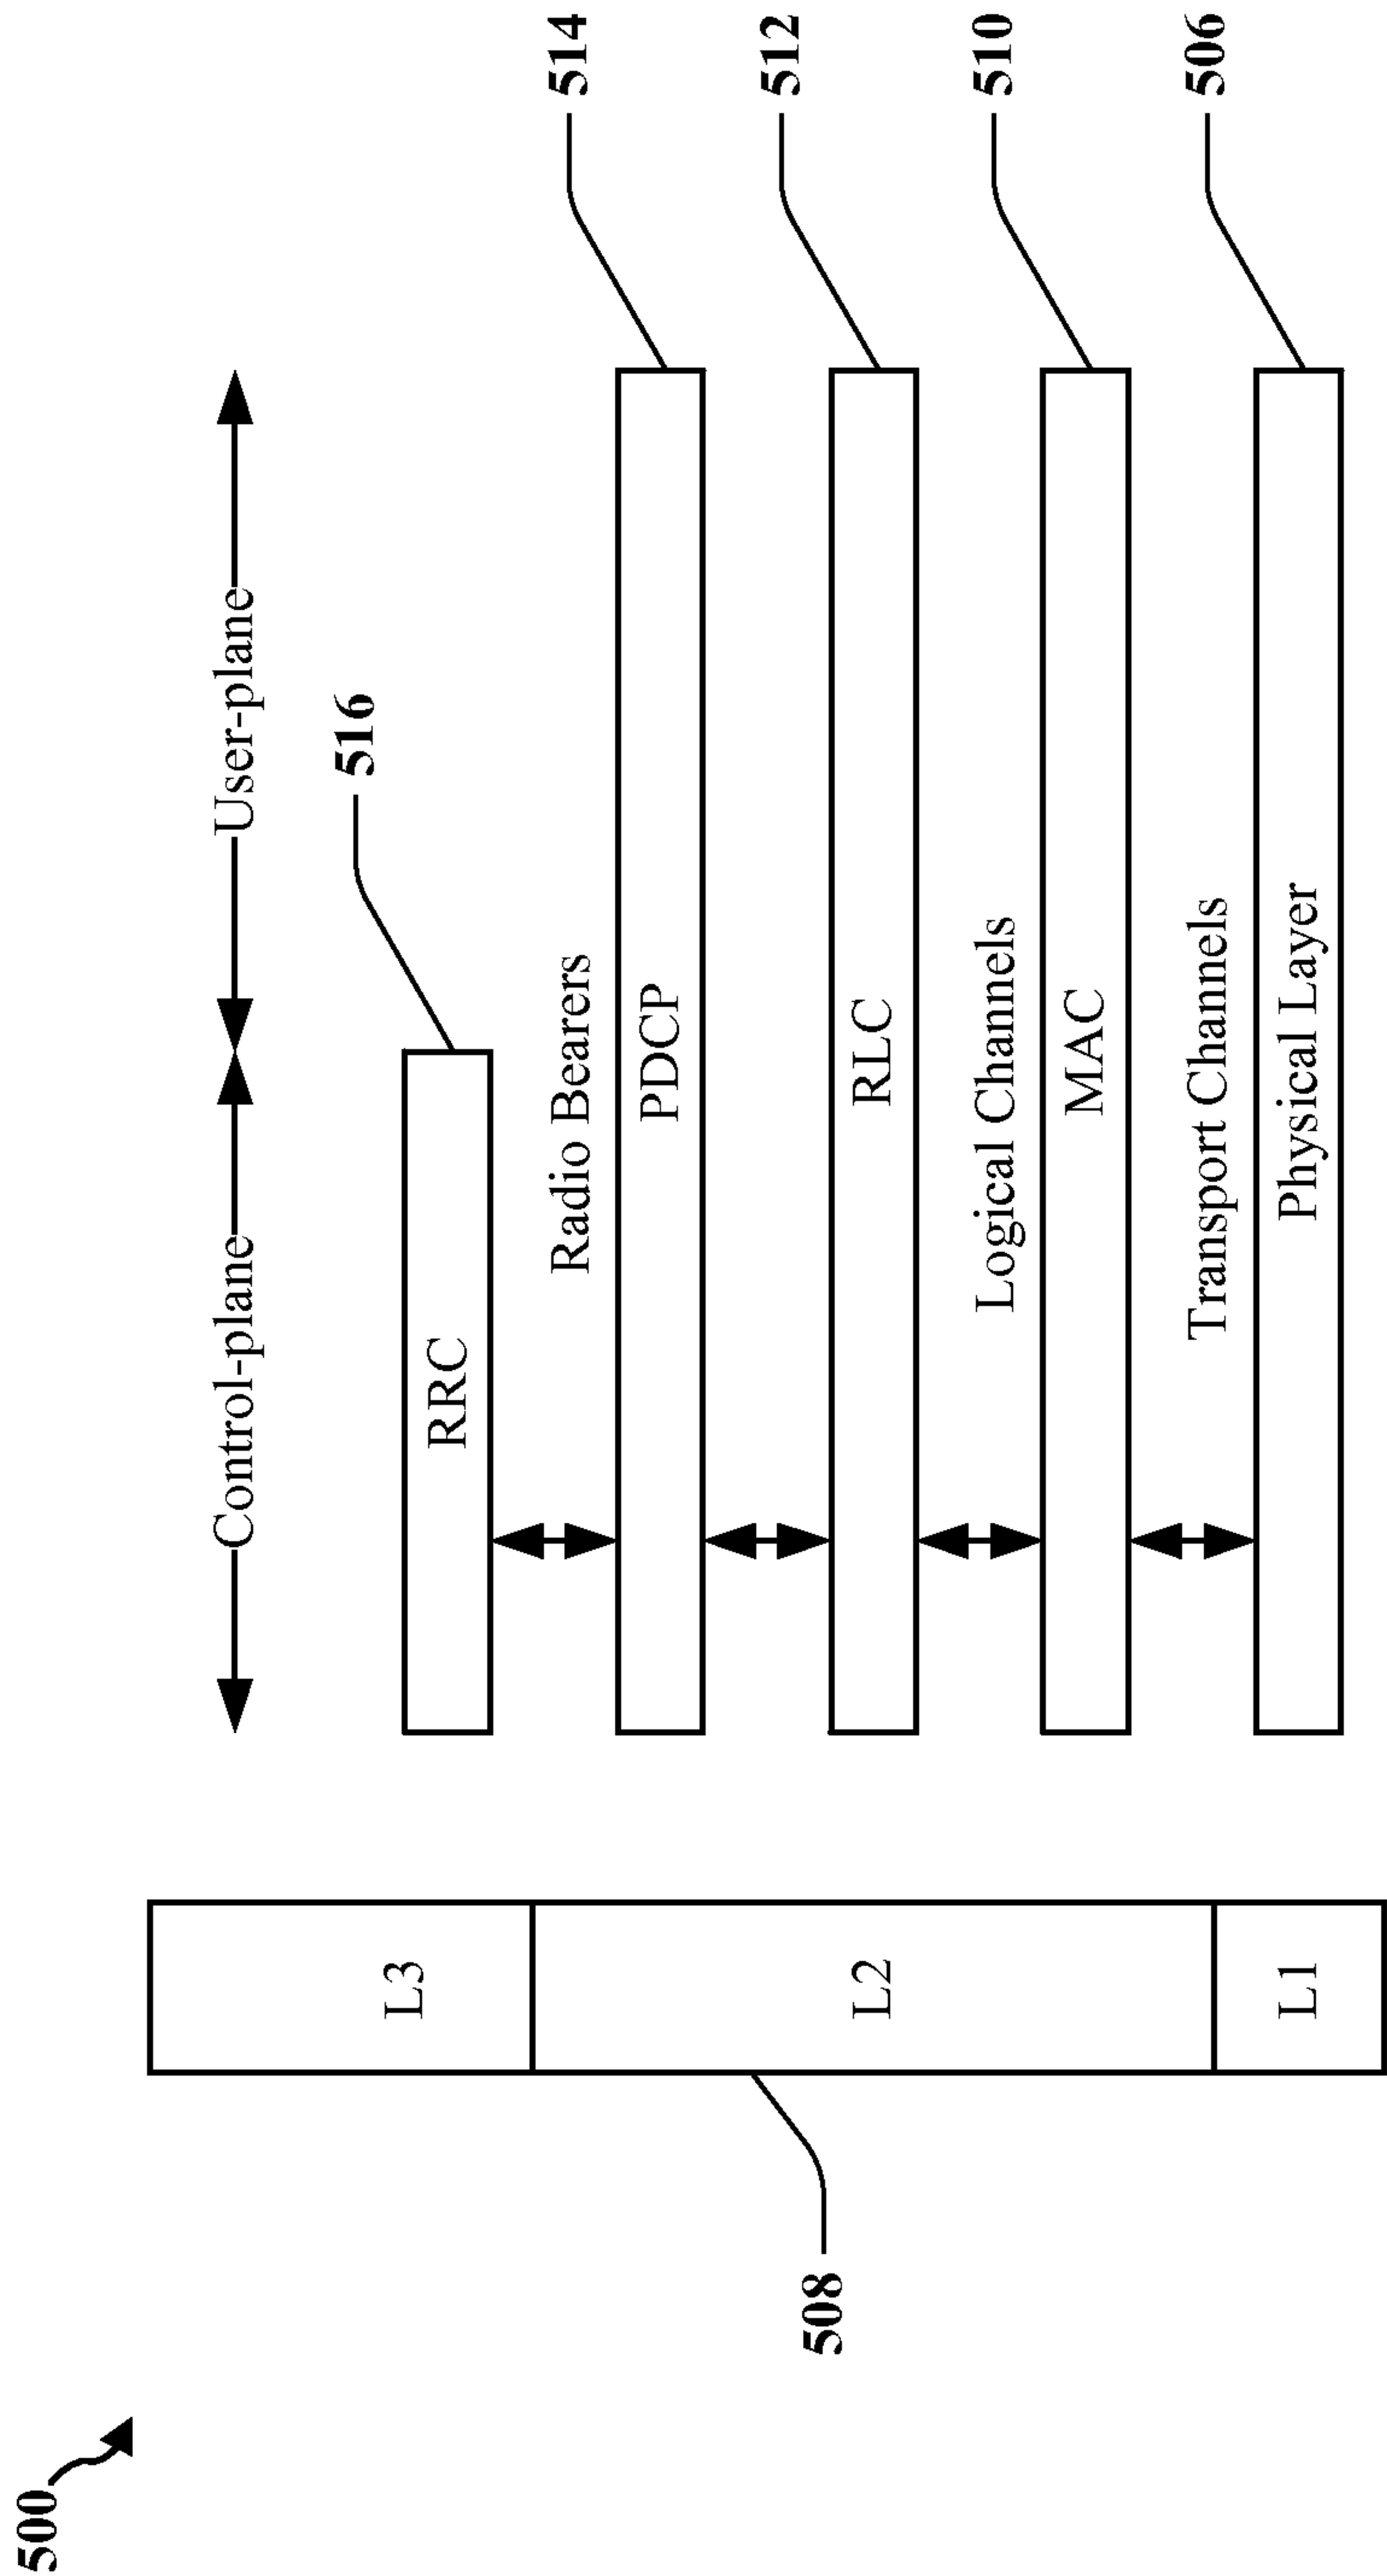 500
Control-plane
User-plane
516
RRC
L3
Radio Bearers
514
PDCP
512
508
L2
RLC
Logical Channels
510
MAC
Transport Channels
506
L1
Physical Layer